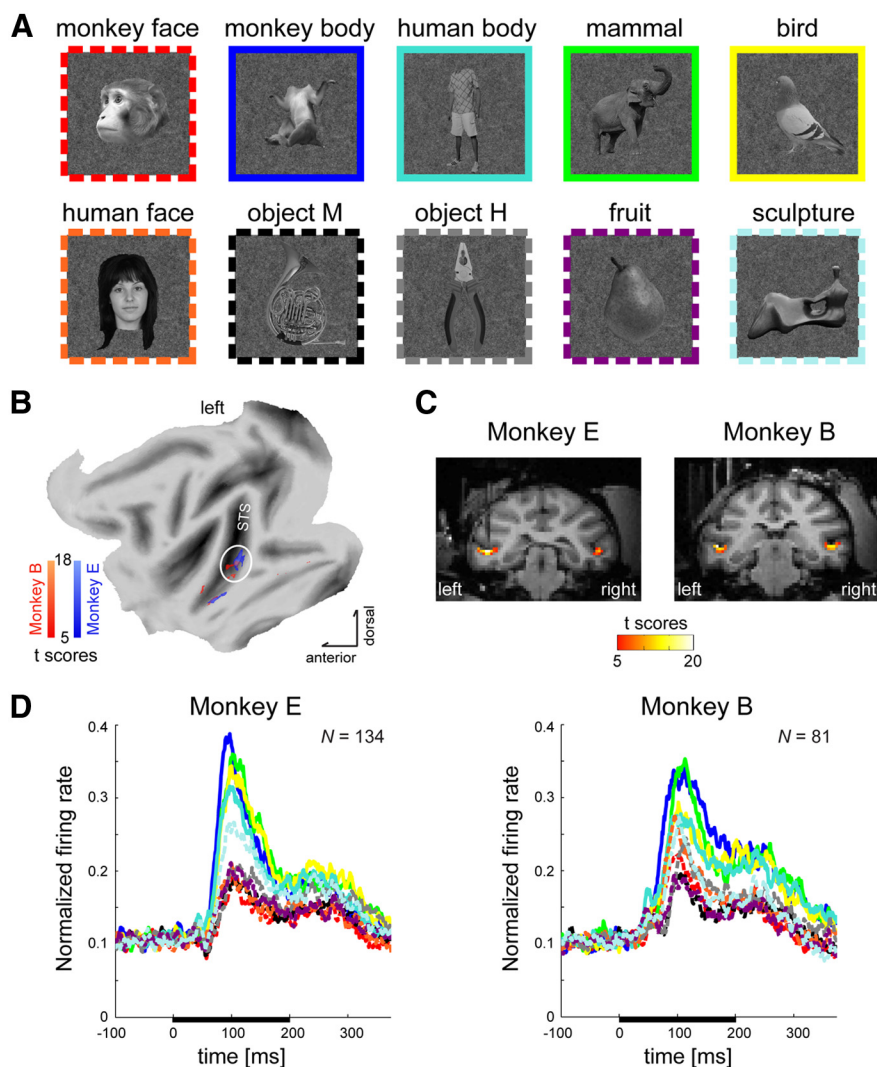 A
monkey face monkey body human body mammal bird
human face object M object H fruit sculpture
B
left
STS
Monkey B
18
Monkey E
5
t scores
dorsal
anterior
C
Monkey E Monkey B
left right left right
t scores
5 20
D
Monkey E
N = 134
Normalized firing rate
0.4
0.3
0.2
0.1
0
-100 0 100 200 300
time [ms]
Monkey B
N = 81
Normalized firing rate
0.4
0.3
0.2
0.1
0
-100 0 100 200 300
time [ms]